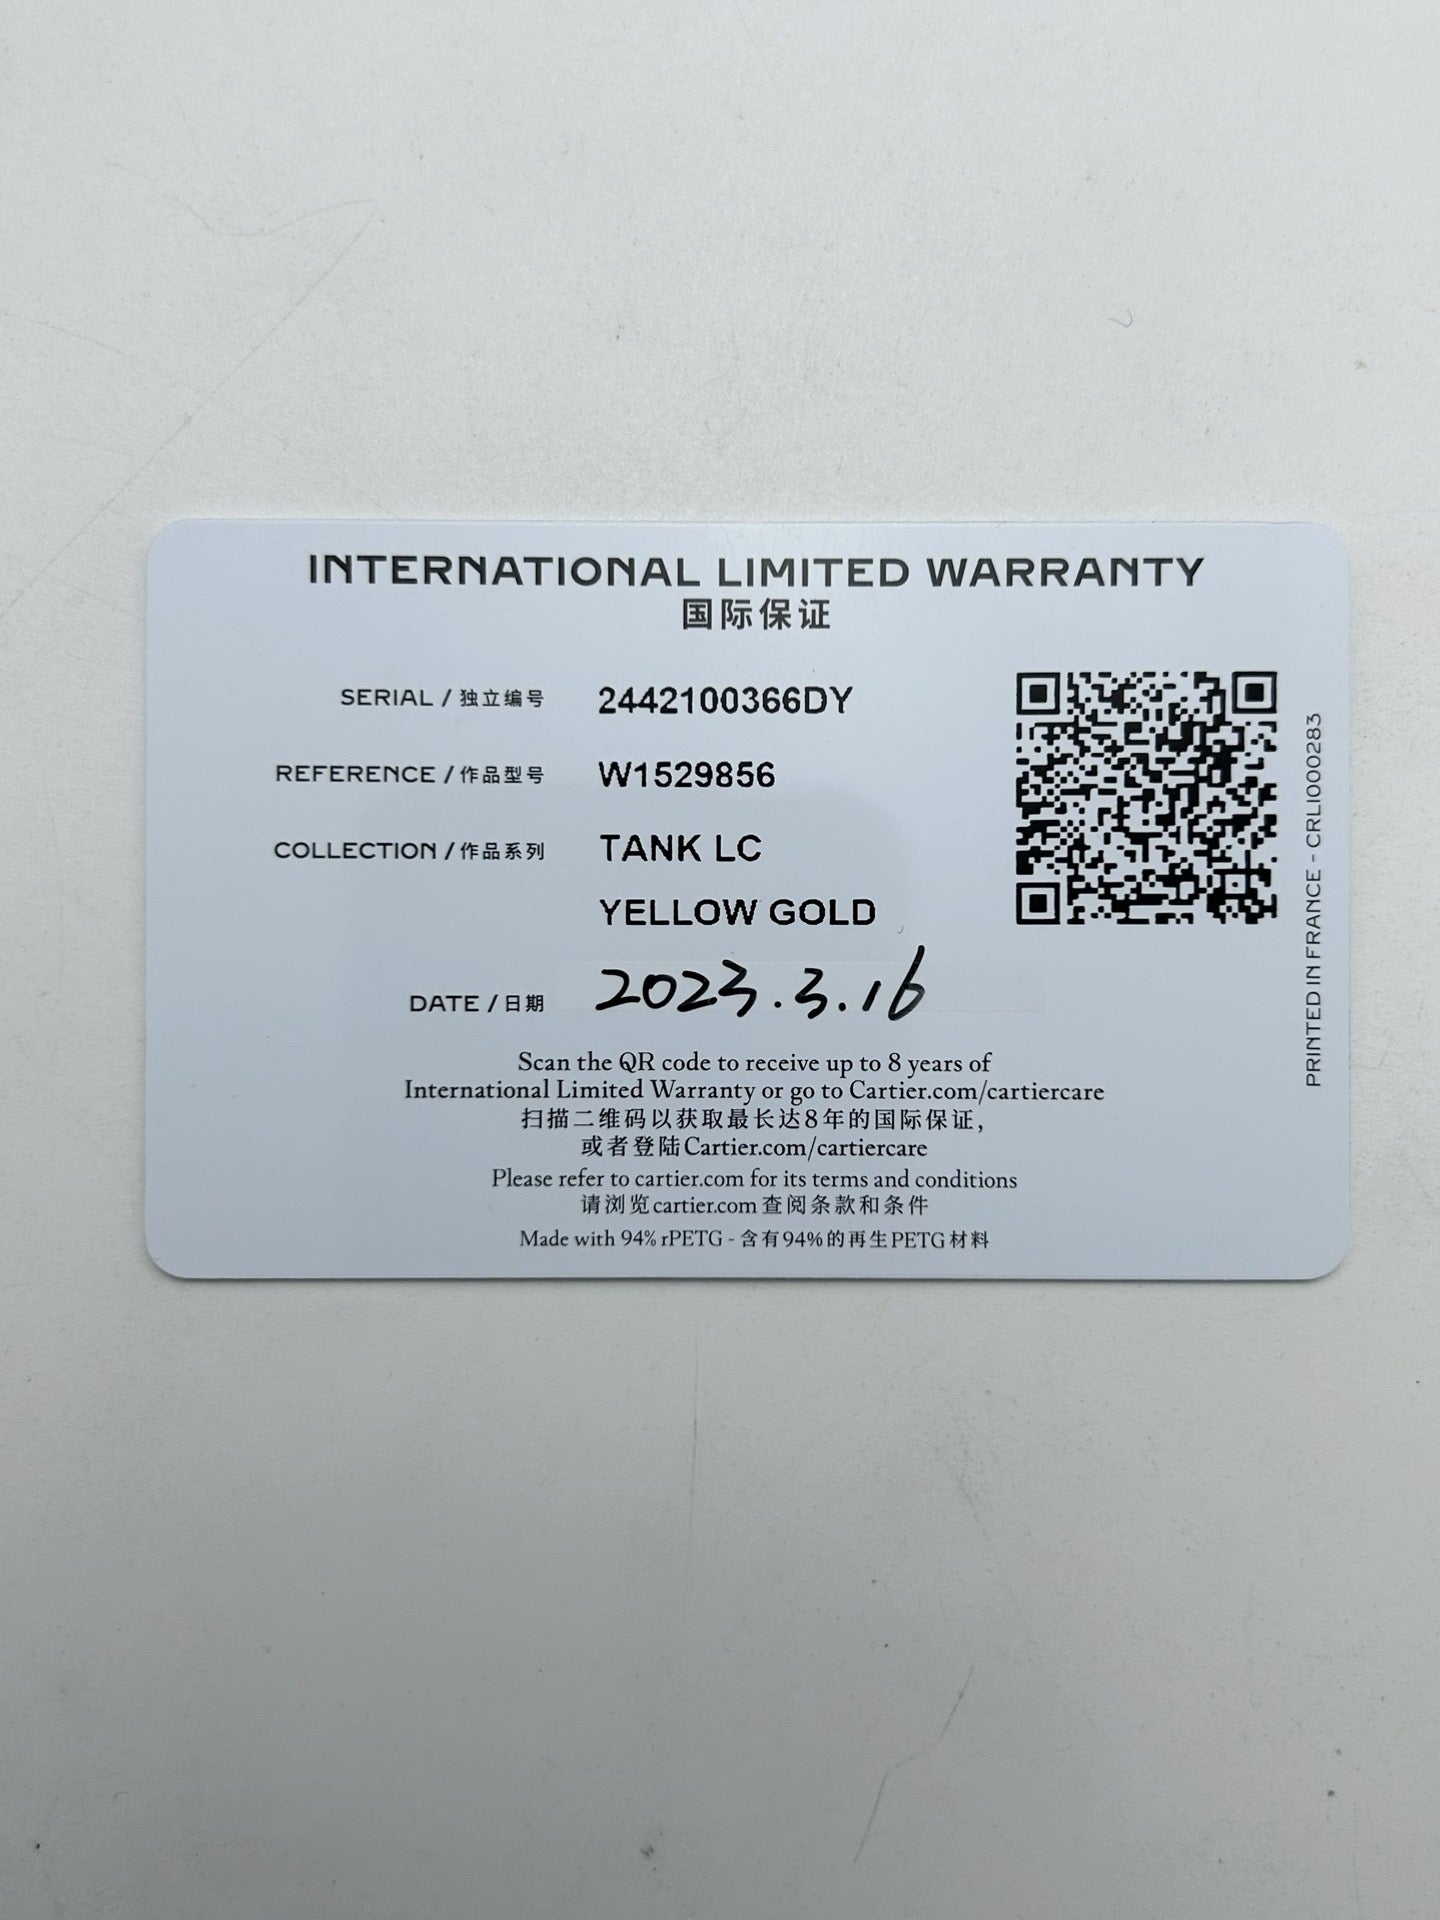 INTERNATIONAL LIMITED WARRANTY
国际保证
SERIAL / 独立编号 2442100366DY
REFERENCE / 作品型号 W1529856
COLLECTION / 作品系列 TANK LC
YELLOW GOLD
DATE / 日期 2023.3.16
Scan the QR code to receive up to 8 years of
International Limited Warranty or go to Cartier.com/cartiercare
扫描二维码以获取最长达8年的国际保证，
或者登陆Cartier.com/cartiercare
Please refer to cartier.com for its terms and conditions
请浏览cartier.com查阅条款和条件
Made with 94% rPETG - 含有94%的再生PETG材料
PRINTED IN FRANCE - CRLI000283